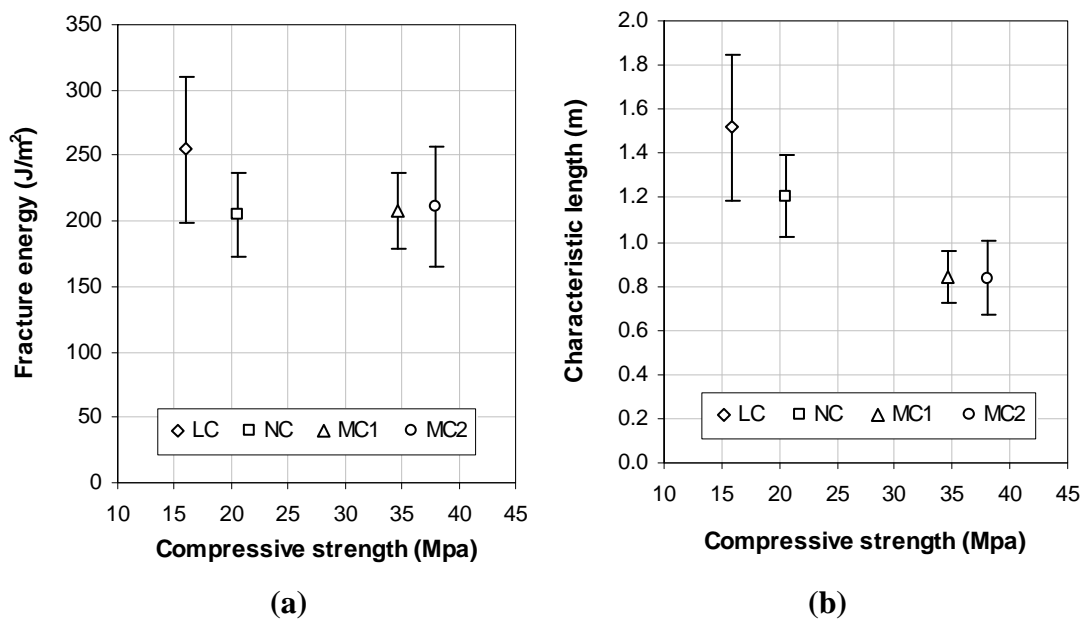 350
300
250
200
150
100
50
0
Fracture energy (J/m²)
LC NC MC1 MC2
10 15 20 25 30 35 40 45
Compressive strength (Mpa)
(a)
2.0
1.8
1.6
1.4
1.2
1.0
0.8
0.6
0.4
0.2
0.0
Characteristic length (m)
LC NC MC1 MC2
10 15 20 25 30 35 40 45
Compressive strength (Mpa)
(b)